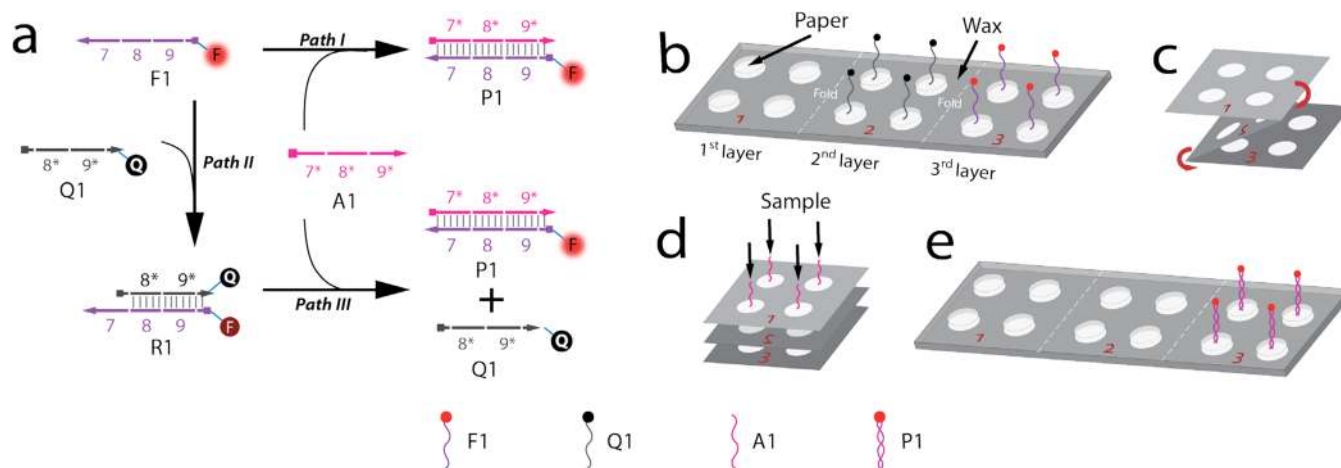 a
7 8 9
F
F1
Path I
7* 8* 9*
7 8 9
F
P1
8* 9*
Q
Q1
Path II
7* 8* 9*
A1
7* 8* 9*
7 8 9
F
P1
+
8* 9*
Q
Q1
8* 9*
Q
7 8 9
F
R1
Path III
b
Paper
Wax
Fold
Fold
1
2
3
1st layer
2nd layer
3rd layer
c
1
2
3
d
Sample
1
2
3
e
1
2
3
F1
Q1
A1
P1